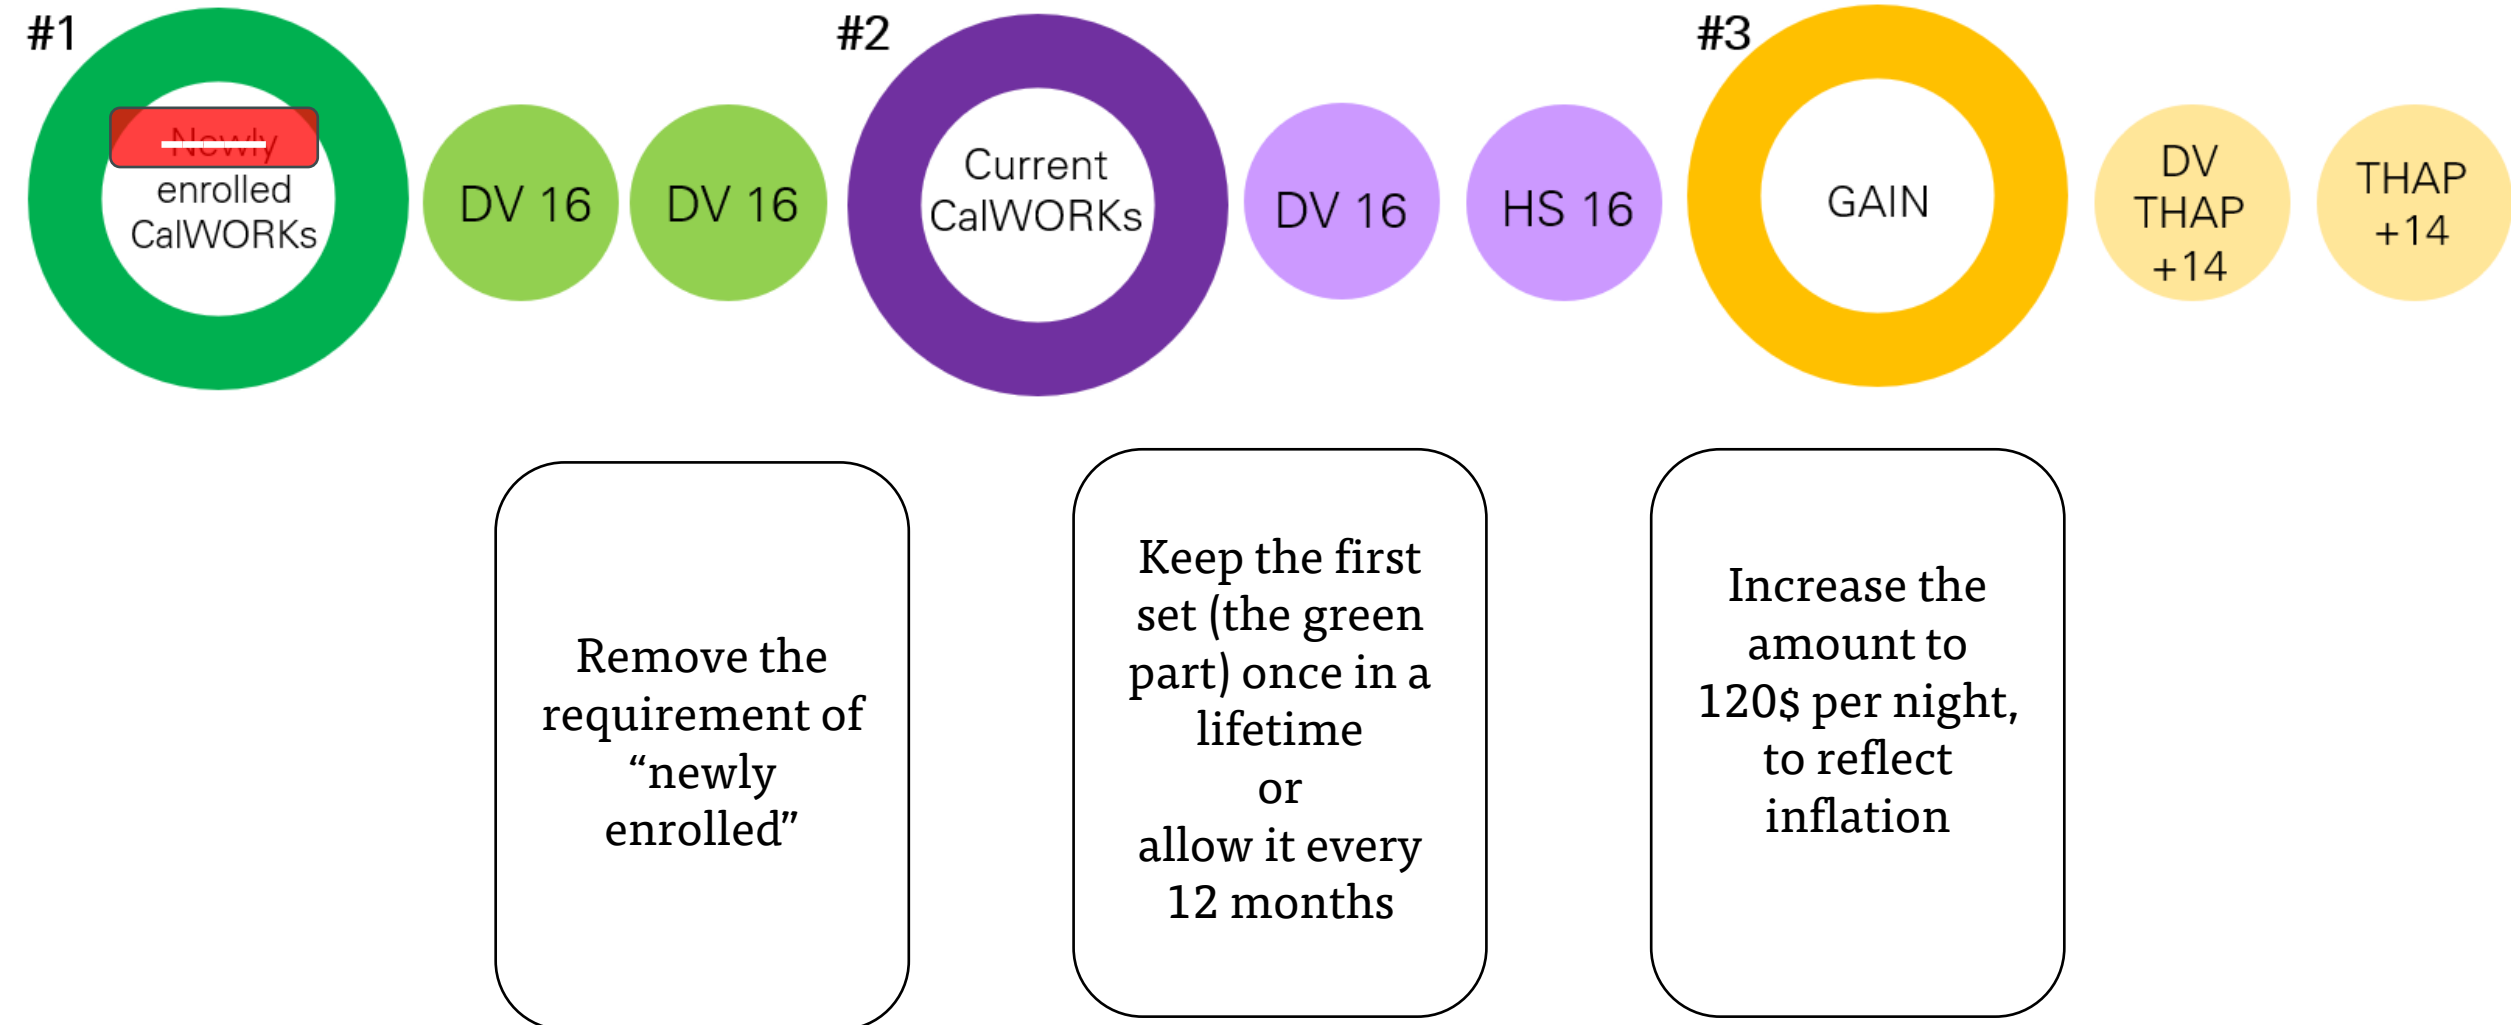 #1
Newly
enrolled
CalWORKs
DV 16
DV 16
#2
Current
CalWORKs
DV 16
HS 16
#3
GAIN
DV
THAP
+14
THAP
+14
Remove the
requirement of
“newly
enrolled”
Keep the first
set (the green
part) once in a
lifetime
or
allow it every
12 months
Increase the
amount to
120$ per night,
to reflect
inflation